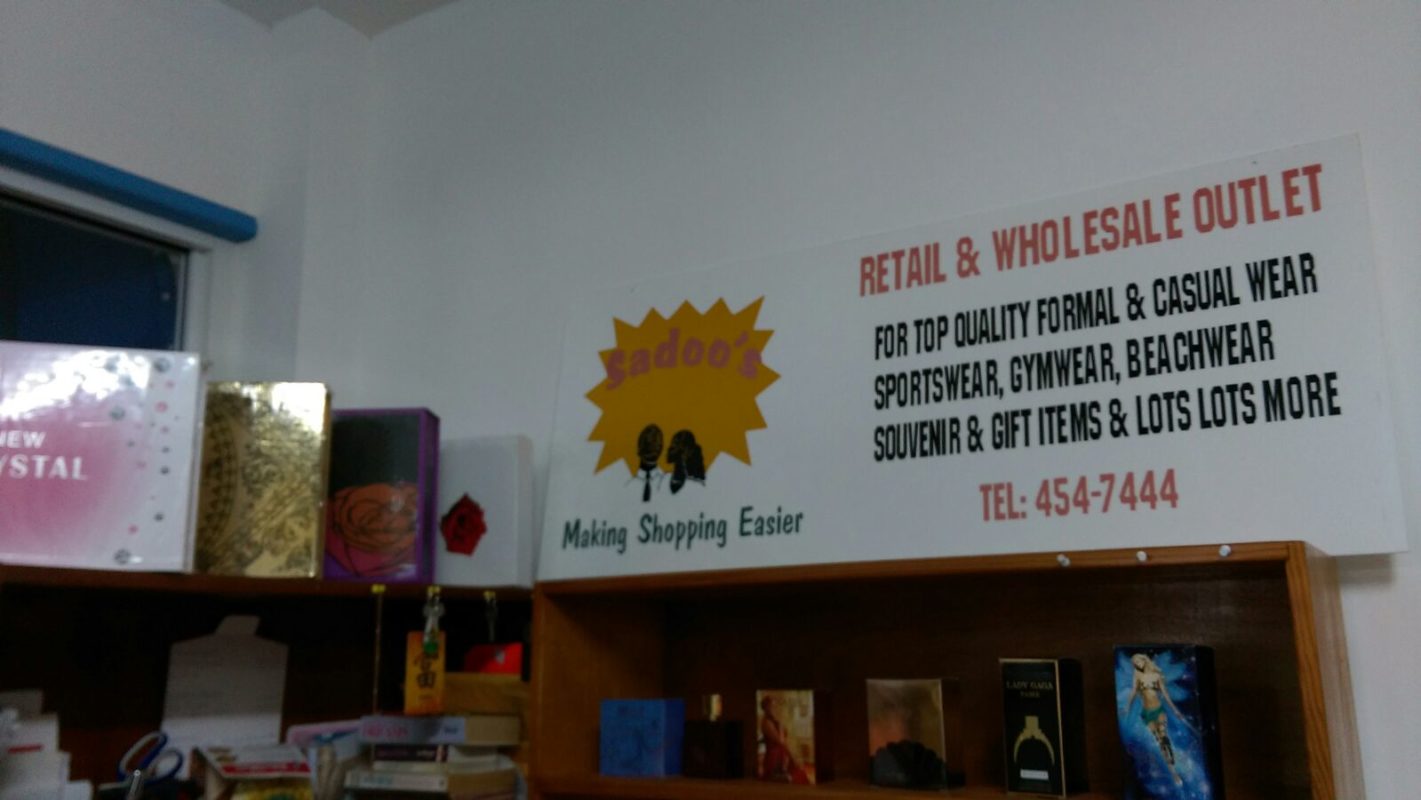 RETAIL & WHOLESALE OUTLET
sadoo's
FOR TOP QUALITY FORMAL & CASUAL WEAR
SPORTSWEAR, GYMWEAR, BEACHWEAR
SOUVENIR & GIFT ITEMS & LOTS LOTS MORE
TEL: 454-7444
Making Shopping Easier
NEW
YSTAL
LADY GAGA
FAME